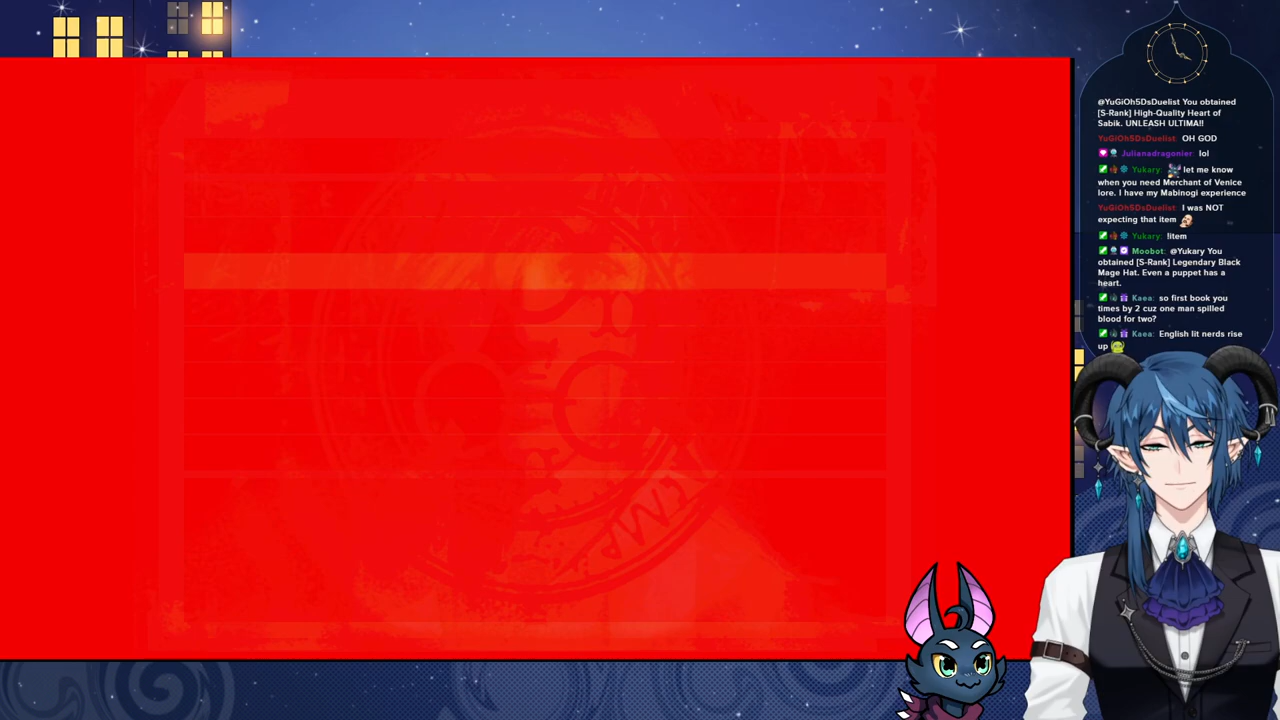 @YuGiOh5DsDuelist You obtained
[S-Rank] High-Quality Heart of
Sabik. UNLEASH ULTIMA!!
YuGiOh5DsDuelist: OH GOD
Julianadragonier: lol
Yukary: let me know
when you need Merchant of Venice
lore. I have my Mabinogi experience
YuGiOh5DsDuelist: I was NOT
expecting that item
Yukary: !item
Moobot: @Yukary You
obtained [S-Rank] Legendary Black
Mage Hat. Even a puppet has a
heart.
Kaea: so first book you
times by 2 cuz one man spilled
blood for two?
Kaea: English lit nerds rise
up